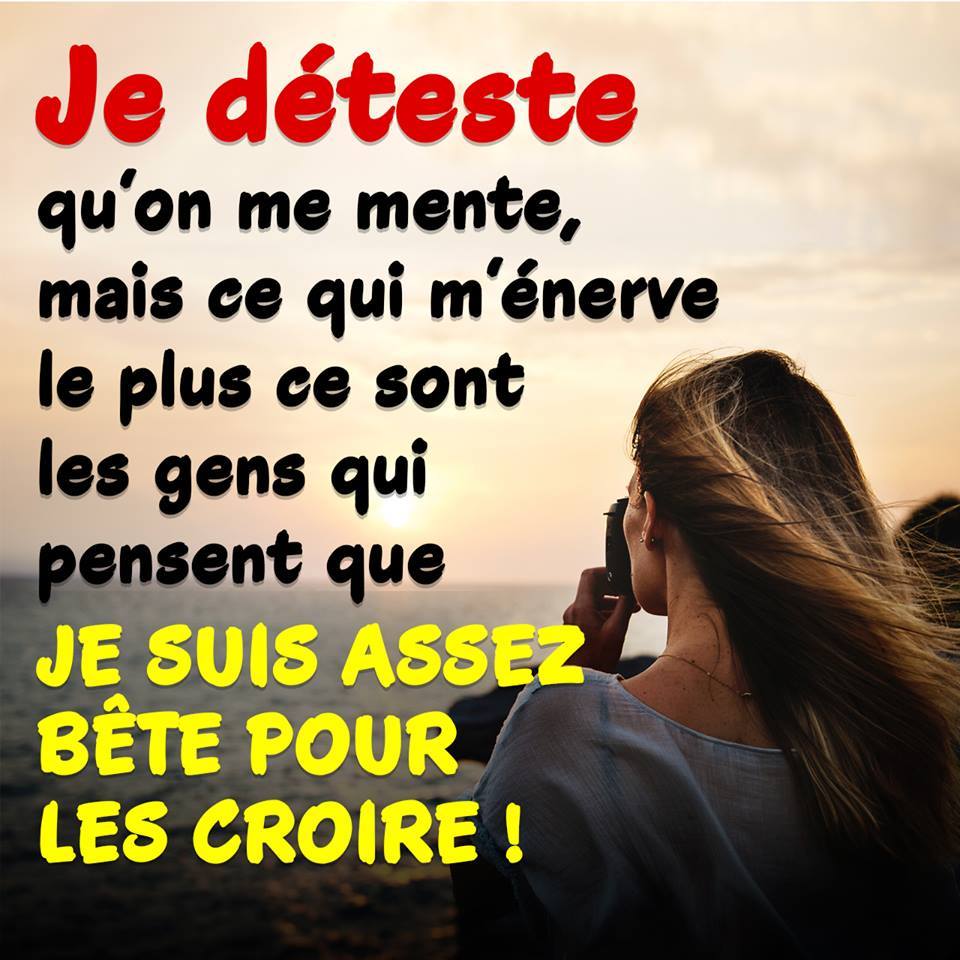 Je déteste
qu'on me mente,
mais ce qui m'énerve
le plus ce sont
les gens qui
pensent que
JE SUIS ASSEZ
BÊTE POUR
LES CROIRE !